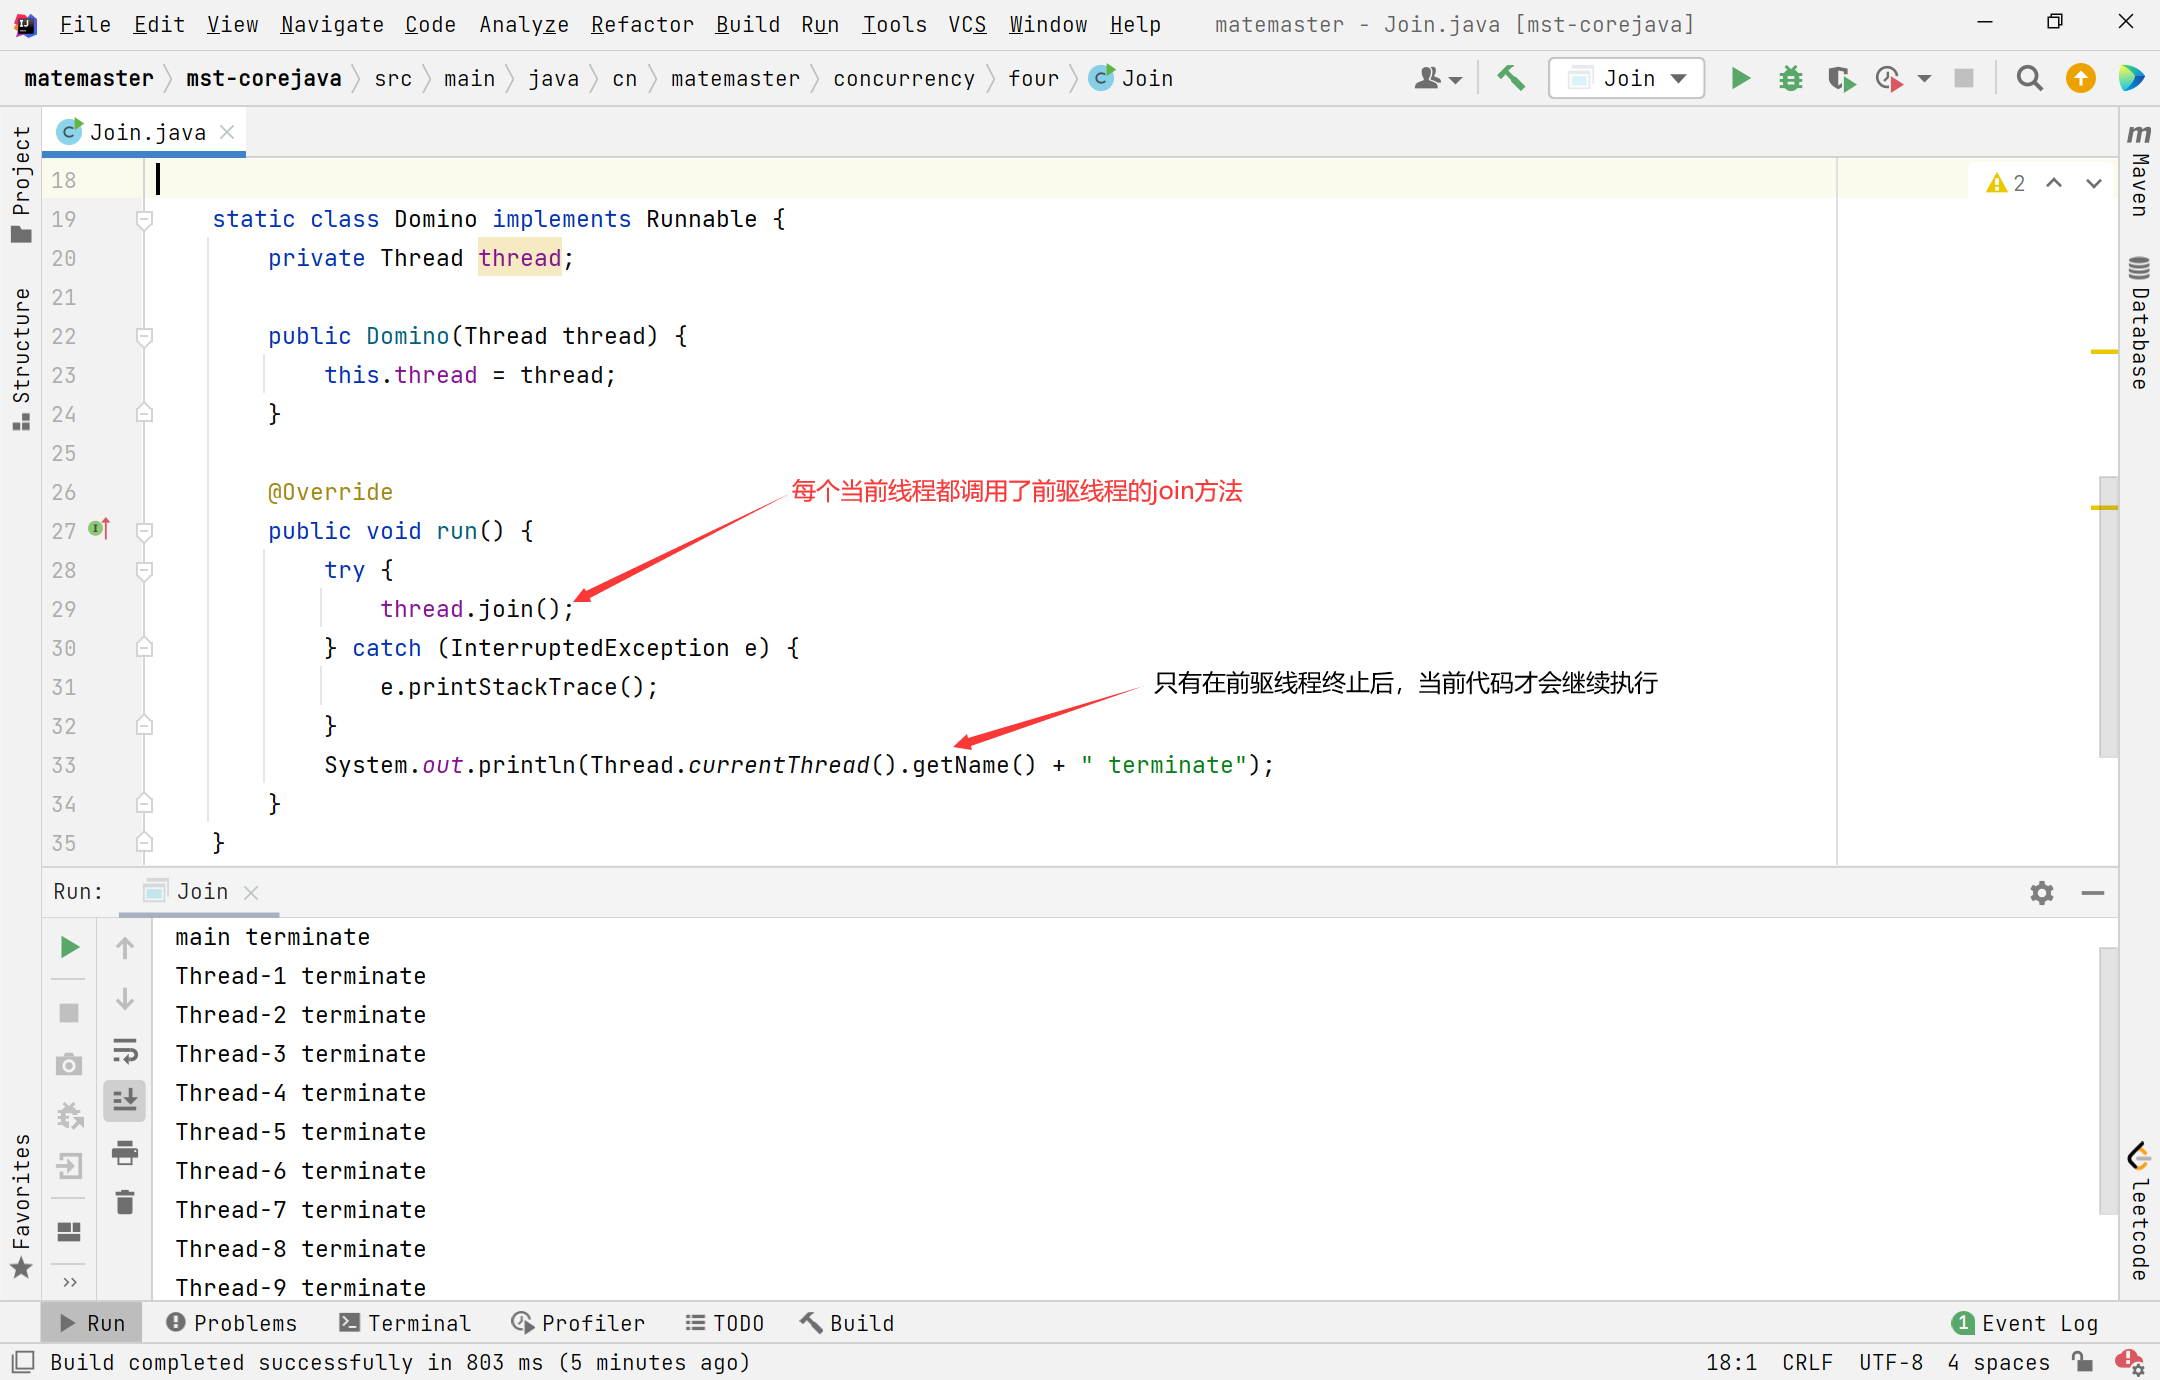 File Edit View Navigate Code Analyze Refactor Build Run Tools VCS Window Help matemaster - Join.java [mst-corejava]
matemaster mst-corejava src main java cn matemaster concurrency four Join Join
Join.java
Project
Structure
Favorites
Maven
Database
leetcode
2
18
19 static class Domino implements Runnable {
20 private Thread thread;
21
22 public Domino(Thread thread) {
23 this.thread = thread;
24 }
25
26 @Override
每个当前线程都调用了前驱线程的join方法
27 public void run() {
28 try {
29 thread.join();
30 } catch (InterruptedException e) {
31 e.printStackTrace();
只有在前驱线程终止后，当前代码才会继续执行
32 }
33 System.out.println(Thread.currentThread().getName() + " terminate");
34 }
35 }
Run: Join
main terminate
Thread-1 terminate
Thread-2 terminate
Thread-3 terminate
Thread-4 terminate
Thread-5 terminate
Thread-6 terminate
Thread-7 terminate
Thread-8 terminate
Thread-9 terminate
Run Problems Terminal Profiler TODO Build 1 Event Log
Build completed successfully in 803 ms (5 minutes ago) 18:1 CRLF UTF-8 4 spaces